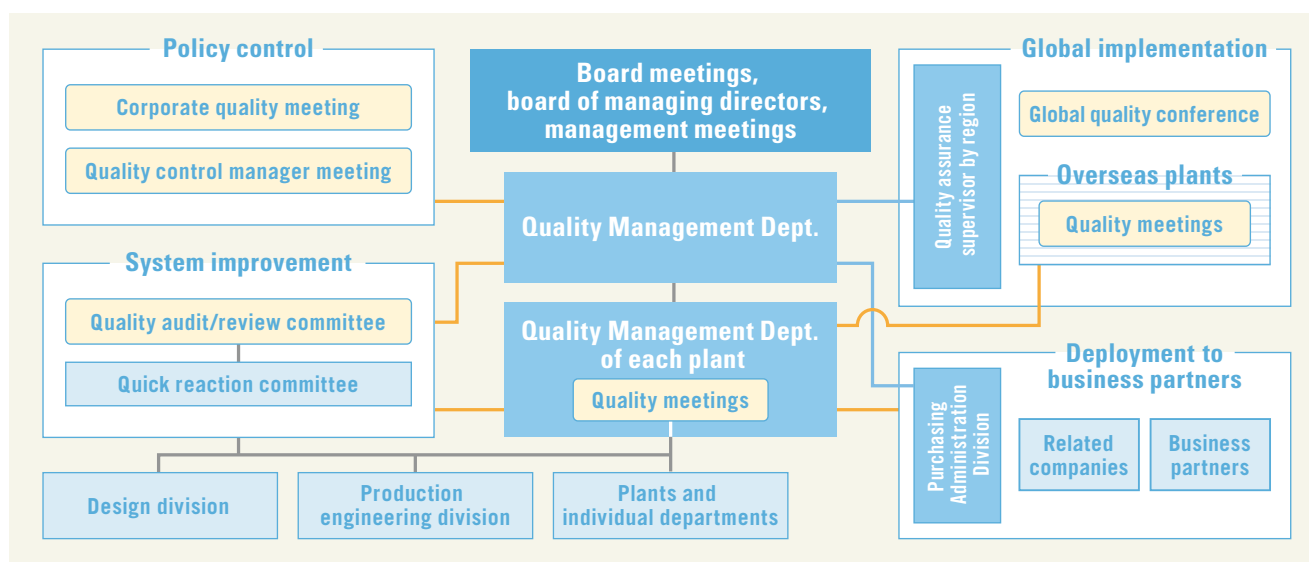 Policy control
Corporate quality meeting
Quality control manager meeting
System improvement
Quality audit/review committee
Quick reaction committee
Board meetings,
board of managing directors,
management meetings
Quality Management Dept.
Quality Management Dept.
of each plant
Quality meetings
Design division
Production
engineering division
Plants and
individual departments
Global implementation
Quality assurance
supervisor by region
Global quality conference
Overseas plants
Quality meetings
Deployment to
business partners
Purchasing
Administration
Division
Related
companies
Business
partners